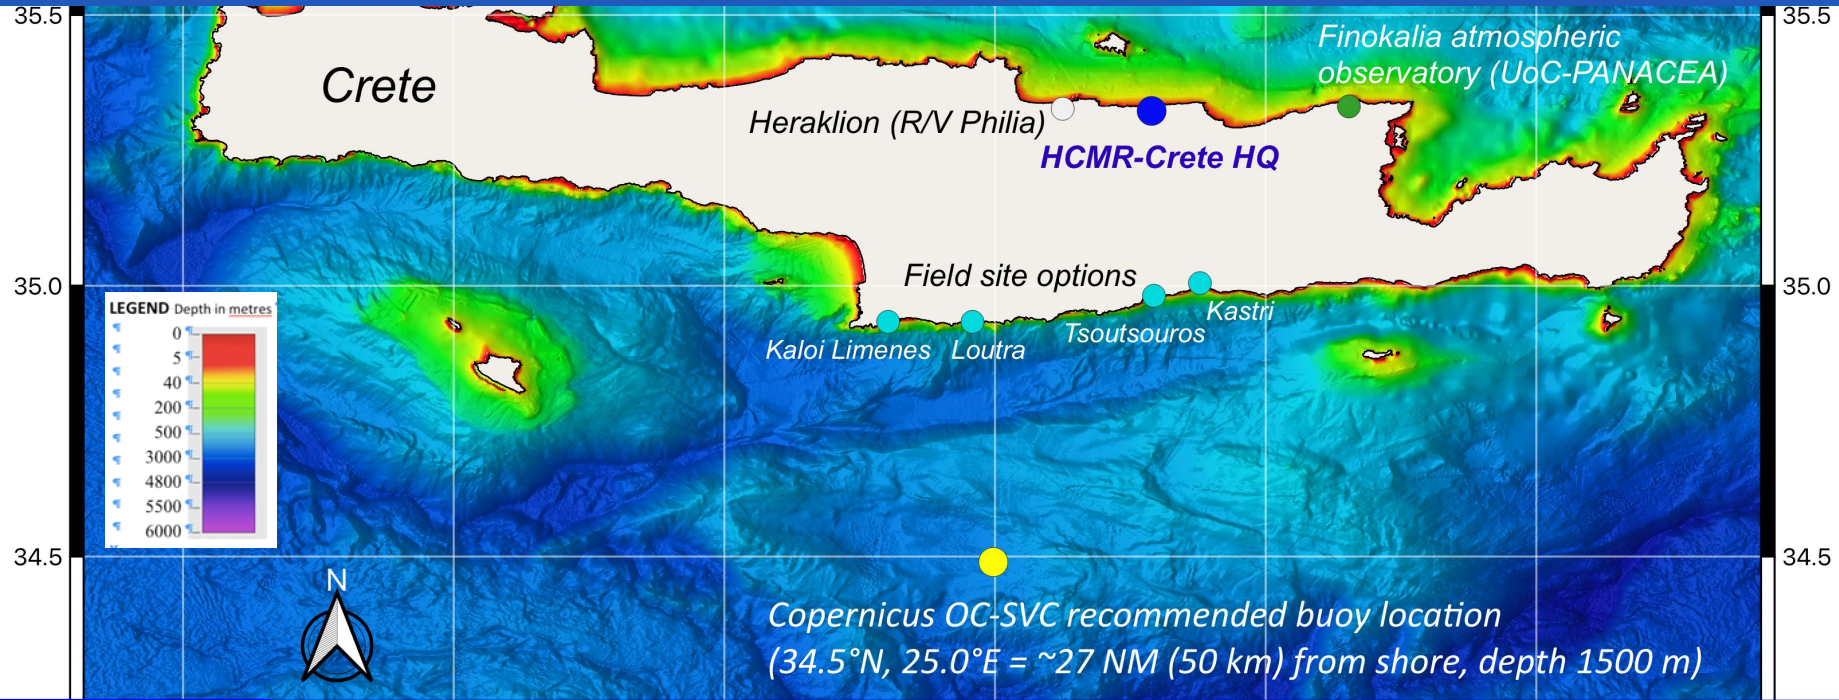 35.5
35.5
Finokalia atmospheric
observatory (UoC-PANACEA)
Crete
Heraklion (R/V Philia)
HCMR-Crete HQ
Field site options
35.0
35.0
Kastri
Tsoutsouros
Kaloi Limenes
Loutra
LEGEND Depth in metres
0
5
40
200
500
3000
4800
5500
6000
34.5
34.5
N
Copernicus OC-SVC recommended buoy location
(34.5°N, 25.0°E = ~27 NM (50 km) from shore, depth 1500 m)